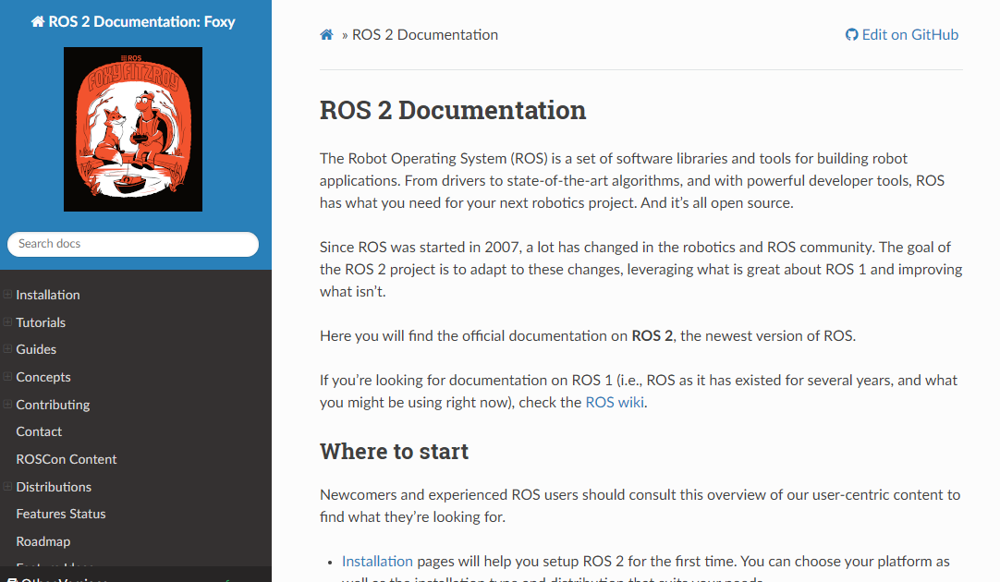 ROS 2 Documentation: Foxy
ROS
FOXY FITZROY
Search docs
Installation
Tutorials
Guides
Concepts
Contributing
Contact
ROSCon Content
Distributions
Features Status
Roadmap
» ROS 2 Documentation
Edit on GitHub
ROS 2 Documentation
The Robot Operating System (ROS) is a set of software libraries and tools for building robot
applications. From drivers to state-of-the-art algorithms, and with powerful developer tools, ROS
has what you need for your next robotics project. And it’s all open source.
Since ROS was started in 2007, a lot has changed in the robotics and ROS community. The goal of
the ROS 2 project is to adapt to these changes, leveraging what is great about ROS 1 and improving
what isn’t.
Here you will find the official documentation on ROS 2, the newest version of ROS.
If you’re looking for documentation on ROS 1 (i.e., ROS as it has existed for several years, and what
you might be using right now), check the ROS wiki.
Where to start
Newcomers and experienced ROS users should consult this overview of our user-centric content to
find what they’re looking for.
• Installation pages will help you setup ROS 2 for the first time. You can choose your platform as